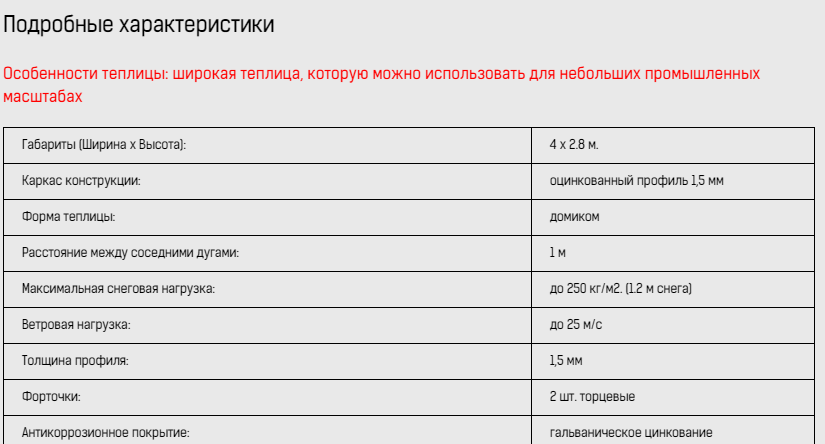 Подробные характеристики
Особенности теплицы: широкая теплица, которую можно использовать для небольших промышленных
масштабах
Габариты (Ширина х Высота): 4 х 2.8 м.
Каркас конструкции: оцинкованный профиль 1,5 мм
Форма теплицы: домиком
Расстояние между соседними дугами: 1 м
Максимальная снеговая нагрузка: до 250 кг/м2. (1.2 м снега)
Ветровая нагрузка: до 25 м/с
Толщина профиля: 1,5 мм
Форточки: 2 шт. торцевые
Антикоррозионное покрытие: гальваническое цинкование